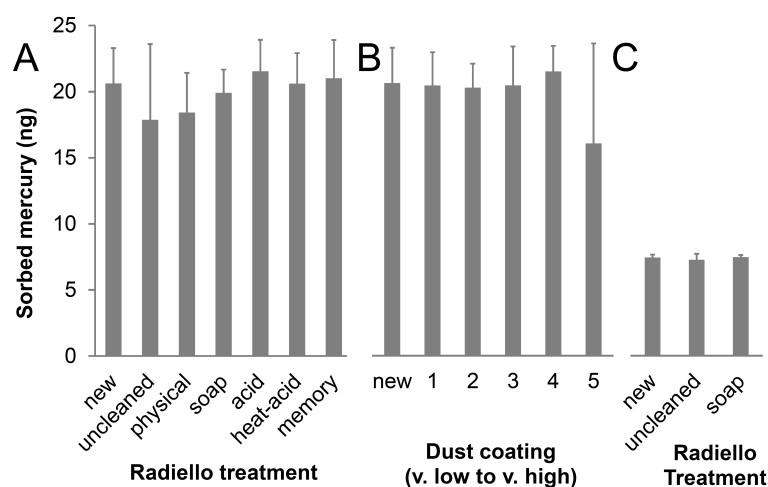 A
B
C
Sorbed mercury (ng)
25
20
15
10
5
0
new
uncleaned
physical
soap
acid
heat-acid
memory
Radiello treatment
new 1 2 3 4 5
Dust coating
(v. low to v. high)
new
uncleaned
soap
Radiello
Treatment